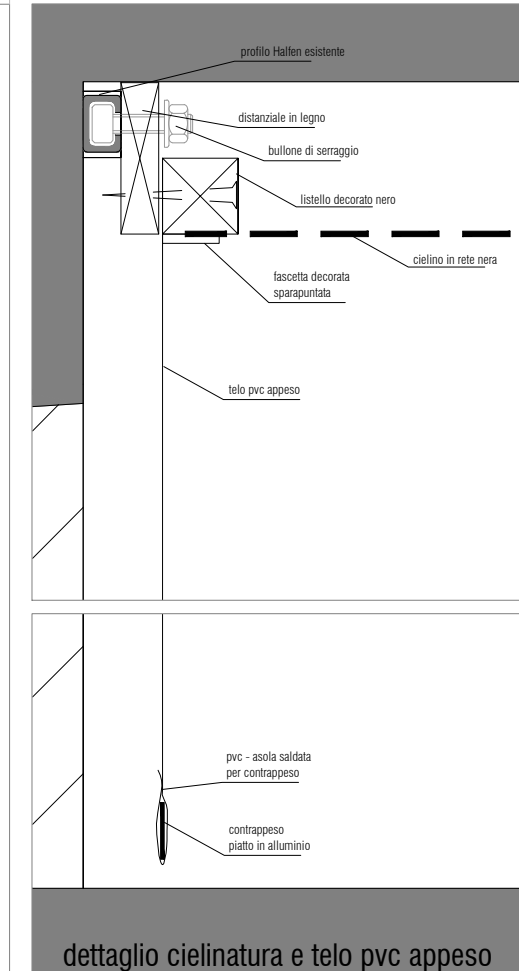 profilo Halfen esistente
distanziale in legno
bullone di serraggio
listello decorato nero
cielino in rete nera
fascetta decorata
sparapuntata
telo pvc appeso
pvc - asola saldata
per contrappeso
contrappeso
piatto in alluminio
dettaglio cielinatura e telo pvc appeso